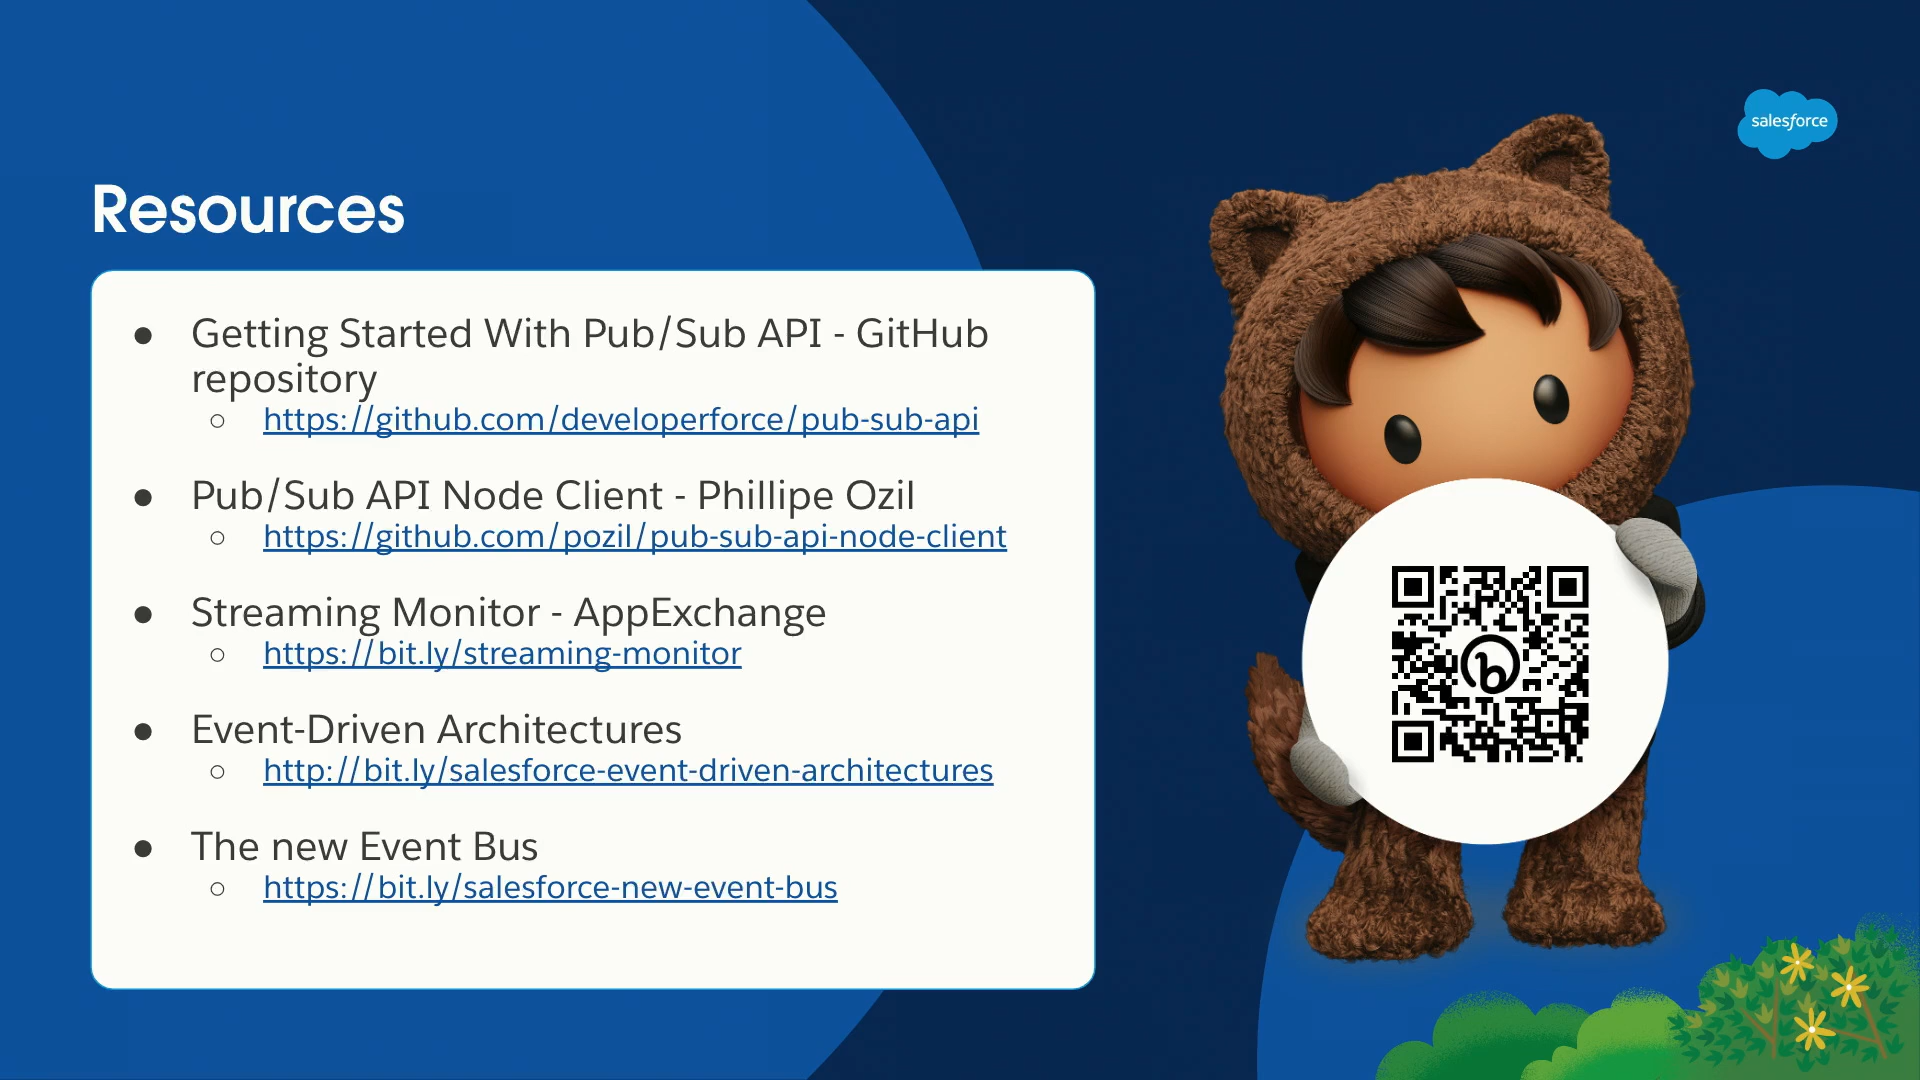 salesforce
Resources
● Getting Started With Pub/Sub API - GitHub
repository
○ https://github.com/developerforce/pub-sub-api
● Pub/Sub API Node Client - Phillipe Ozil
○ https://github.com/pozil/pub-sub-api-node-client
● Streaming Monitor - AppExchange
○ https://bit.ly/streaming-monitor
● Event-Driven Architectures
○ http://bit.ly/salesforce-event-driven-architectures
● The new Event Bus
○ https://bit.ly/salesforce-new-event-bus
b